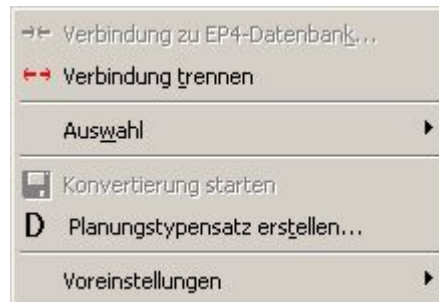 Verbindung zu EP4-Datenbank...
Verbindung trennen
Auswahl
Konvertierung starten
D Planungstypensatz erstellen...
Voreinstellungen